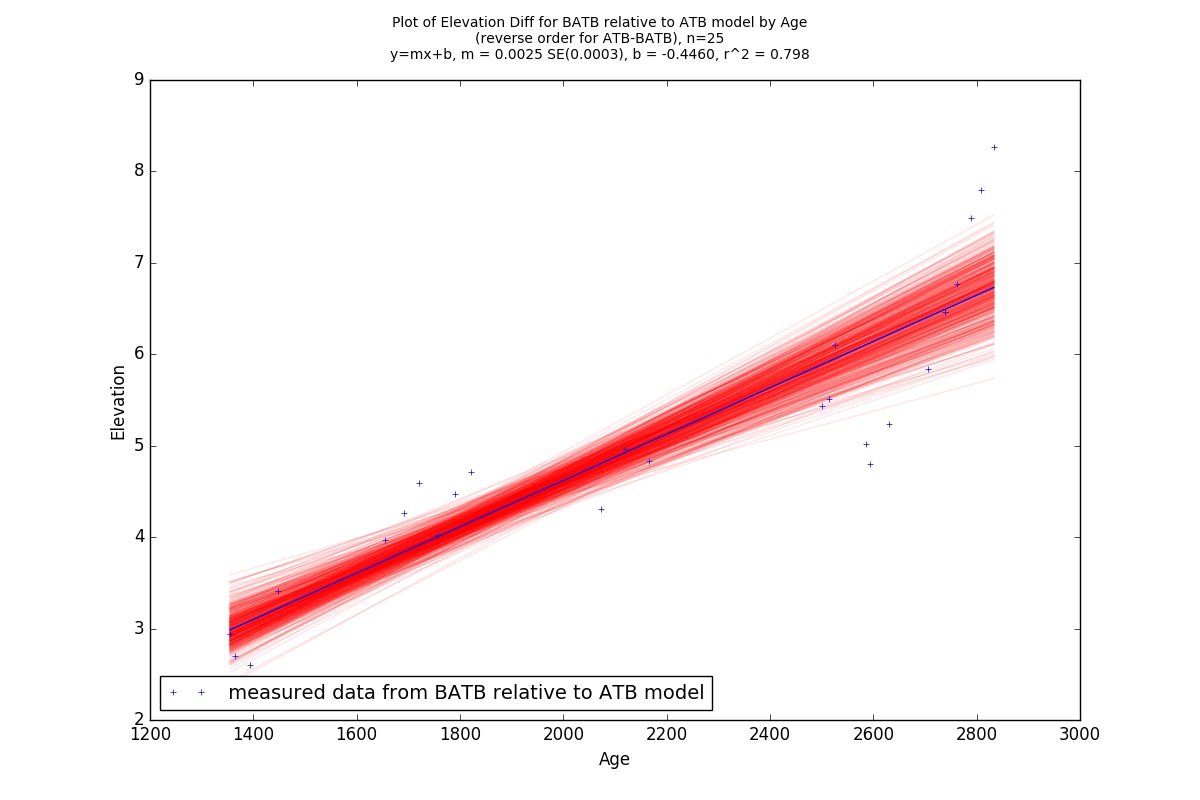 Plot of Elevation Diff for BATB relative to ATB model by Age
(reverse order for ATB-BATB), n=25
y=mx+b, m = 0.0025 SE(0.0003), b = -0.4460, r^2 = 0.798
9
8
7
6
5
4
3
2
Elevation
measured data from BATB relative to ATB model
1200 1400 1600 1800 2000 2200 2400 2600 2800 3000
Age